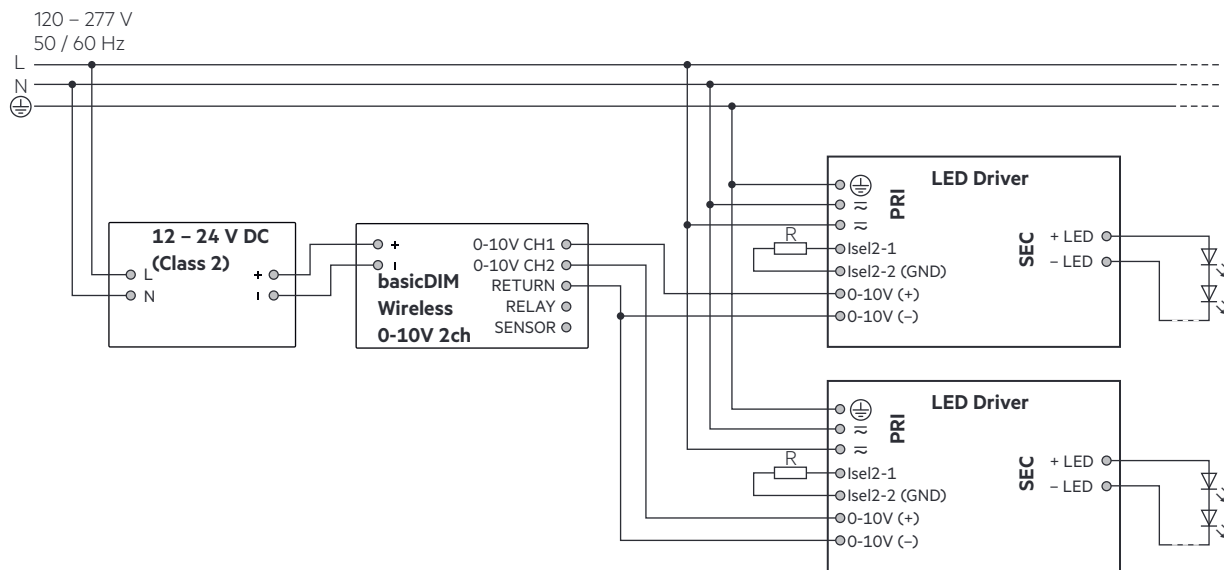 120 – 277 V
50 / 60 Hz
L
N
12 – 24 V DC
(Class 2)
L
N
+
–
+
–
basicDIM
Wireless
0-10V 2ch
0-10V CH1
0-10V CH2
RETURN
RELAY
SENSOR
LED Driver
PRI
≂
≂
R
Isel2-1
Isel2-2 (GND)
0-10V (+)
0-10V (–)
SEC
+ LED
– LED
LED Driver
PRI
≂
≂
R
Isel2-1
Isel2-2 (GND)
0-10V (+)
0-10V (–)
SEC
+ LED
– LED